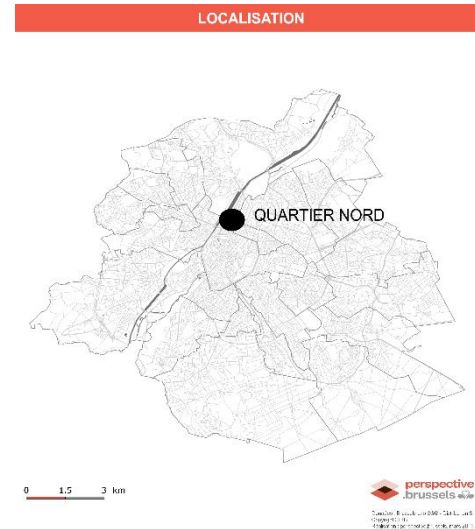 LOCALISATION
QUARTIER NORD
0 1.5 3 km
perspective
.brussels